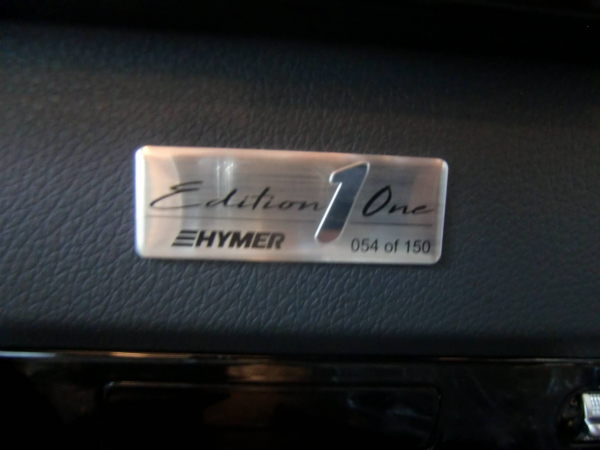 Edition 1 One
HYMER
054 of 150